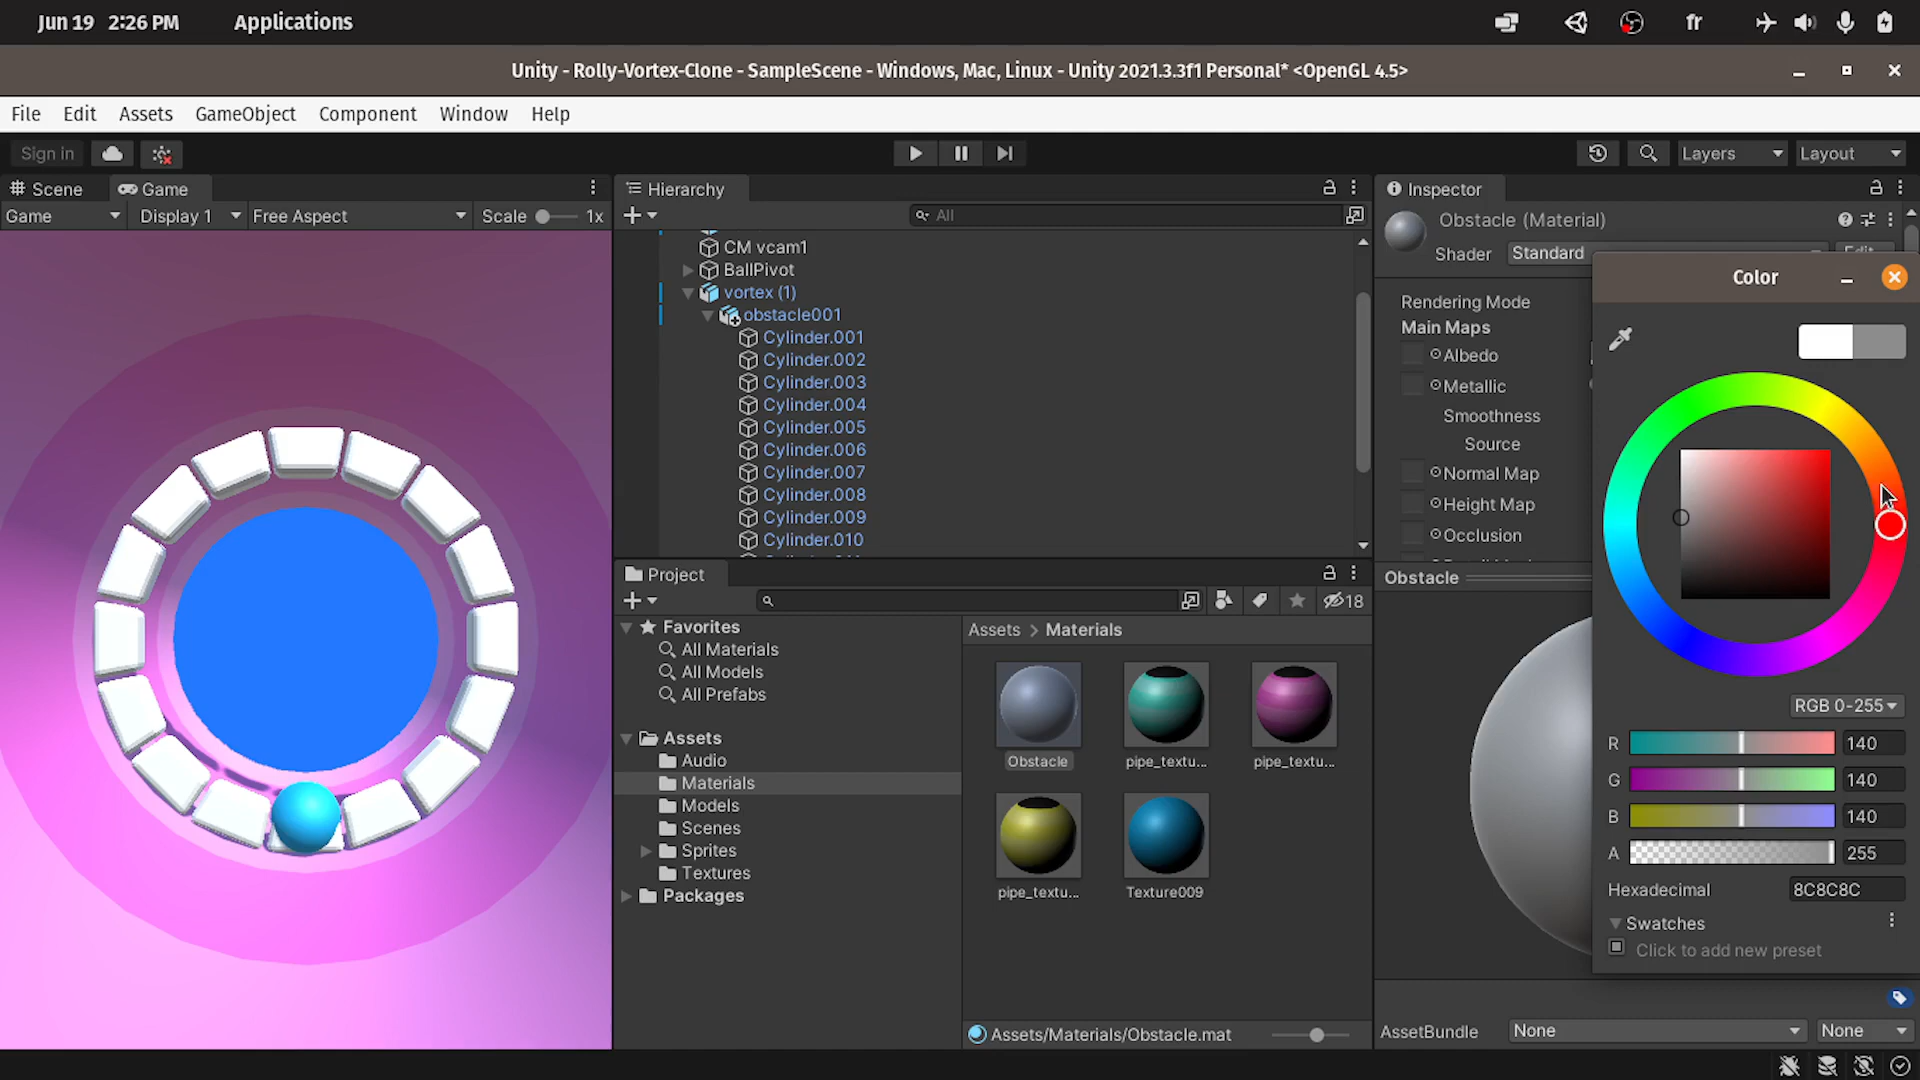 Jun 19 2:26 PM Applications fr
Unity - Rolly-Vortex-Clone - SampleScene - Windows, Mac, Linux - Unity 2021.3.3f1 Personal* <OpenGL 4.5>
File Edit Assets GameObject Component Window Help
Sign in Layers Layout
Scene Game
Game Display 1 Free Aspect Scale 1x
Hierarchy
All
CM vcam1
BallPivot
vortex (1)
obstacle001
Cylinder.001
Cylinder.002
Cylinder.003
Cylinder.004
Cylinder.005
Cylinder.006
Cylinder.007
Cylinder.008
Cylinder.009
Cylinder.010
Project
18
Favorites
All Materials
All Models
All Prefabs
Assets
Audio
Materials
Models
Scenes
Sprites
Textures
Packages
Assets > Materials
Obstacle pipe_textu... pipe_textu...
pipe_textu... Texture009
Assets/Materials/Obstacle.mat
Inspector
Obstacle (Material)
Shader Standard Edit
Rendering Mode
Main Maps
Albedo
Metallic
Smoothness
Source
Normal Map
Height Map
Occlusion
Obstacle
AssetBundle None None
Color
RGB 0-255
R 140
G 140
B 140
A 255
Hexadecimal 8C8C8C
Swatches
Click to add new preset